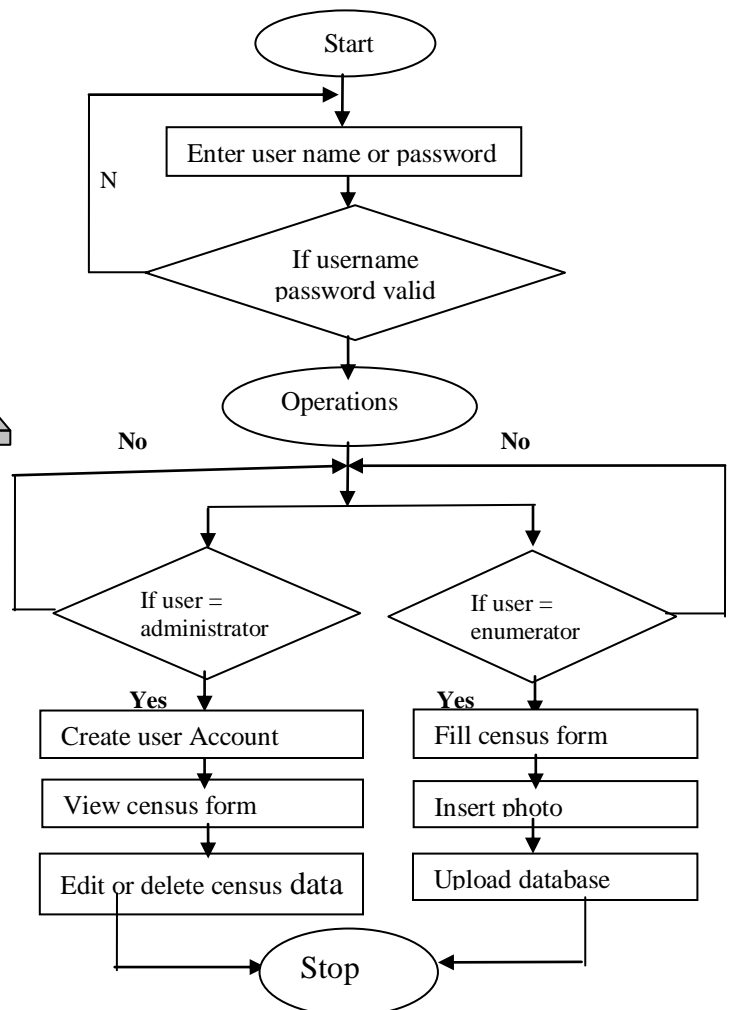 Start
Enter user name or password
N
If username
password valid
Operations
No
No
If user =
administrator
If user =
enumerator
Yes
Yes
Create user Account
Fill census form
View census form
Insert photo
Edit or delete census data
Upload database
Stop